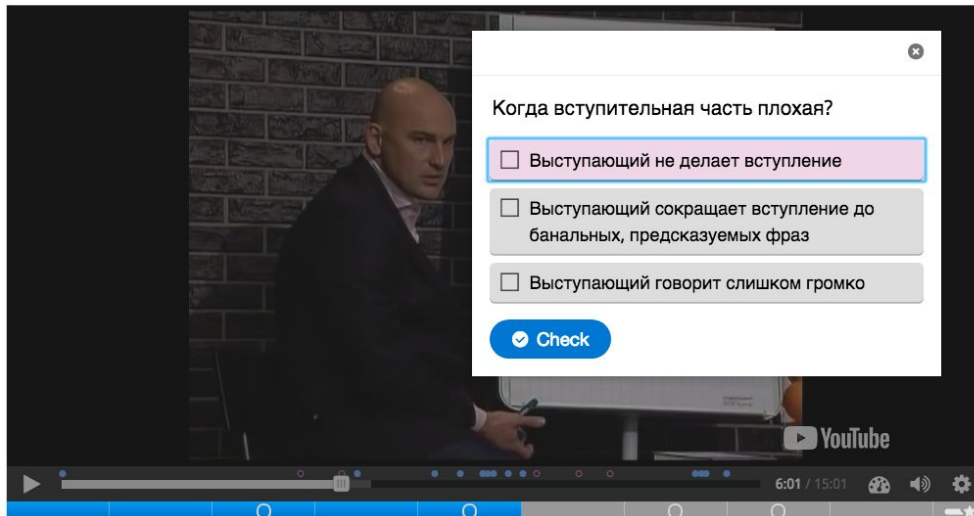 Когда вступительная часть плохая?
Выступающий не делает вступление
Выступающий сокращает вступление до
банальных, предсказуемых фраз
Выступающий говорит слишком громко
Check
YouTube
6:01 / 15:01